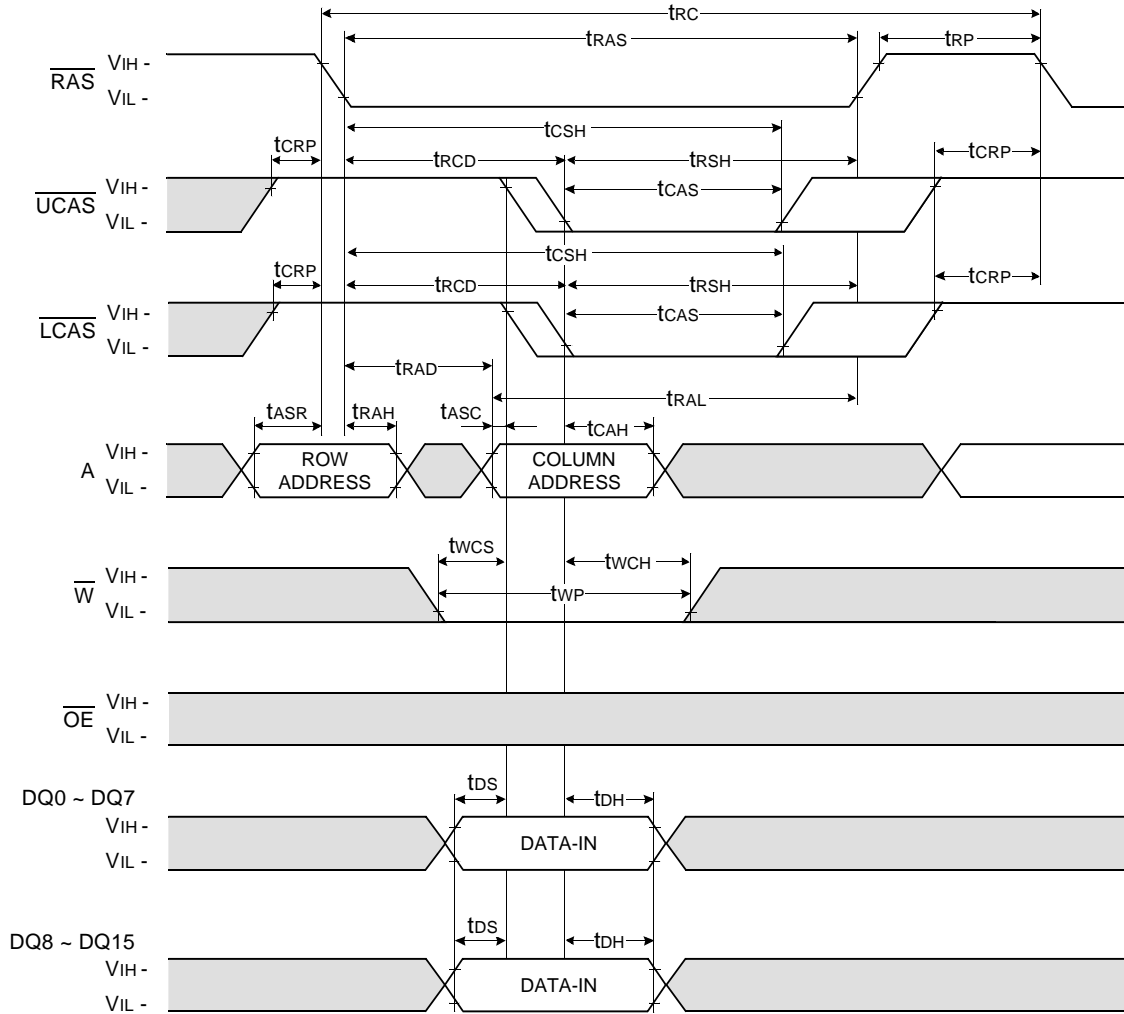 tRC
tRAS
tRP
RAS
VIH -
VIL -
tCSH
tCRP
tRCD
tRSH
tCRP
UCAS
VIH -
VIL -
tCAS
tCSH
tCRP
tRCD
tRSH
tCRP
LCAS
VIH -
VIL -
tCAS
tRAD
tRAL
tASR
tRAH
tASC
tCAH
A
VIH -
VIL -
ROW
ADDRESS
COLUMN
ADDRESS
tWCS
tWCH
W
VIH -
VIL -
tWP
OE
VIH -
VIL -
DQ0 ~ DQ7
tDS
tDH
VIH -
VIL -
DATA-IN
DQ8 ~ DQ15
tDS
tDH
VIH -
VIL -
DATA-IN